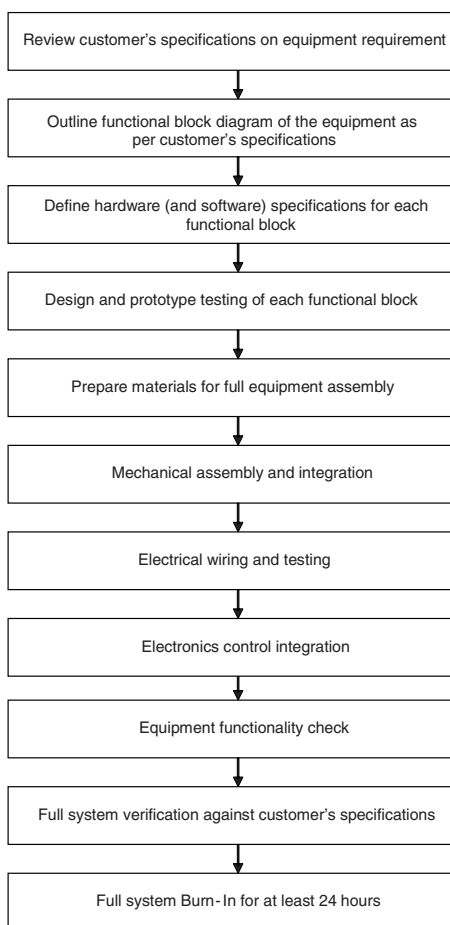 Review customer's specifications on equipment requirement
Outline functional block diagram of the equipment as
per customer's specifications
Define hardware (and software) specifications for each
functional block
Design and prototype testing of each functional block
Prepare materials for full equipment assembly
Mechanical assembly and integration
Electrical wiring and testing
Electronics control integration
Equipment functionality check
Full system verification against customer's specifications
Full system Burn-In for at least 24 hours